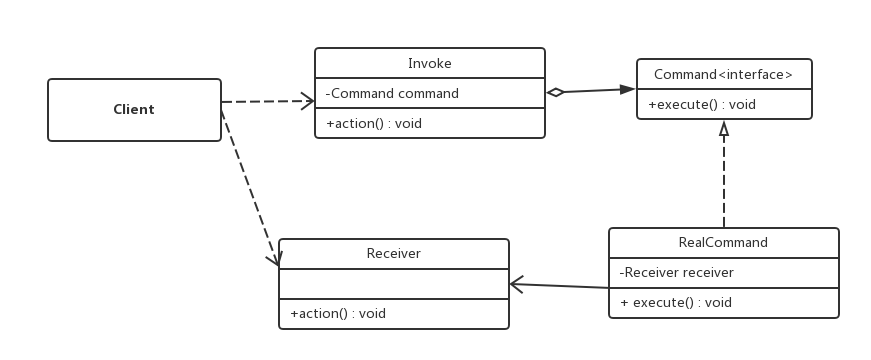 Client
Invoke
-Command command
+action() : void
Command<interface>
+execute() : void
Receiver
+action() : void
RealCommand
-Receiver receiver
+ execute() : void